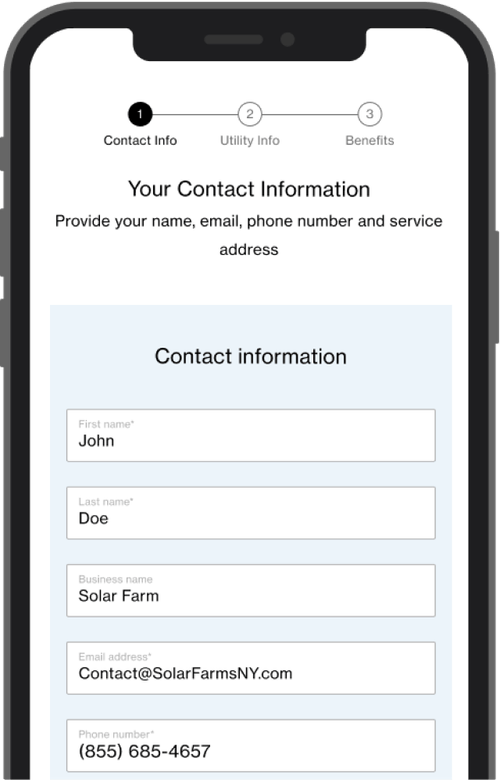 1 2 3
Contact Info Utility Info Benefits
Your Contact Information
Provide your name, email, phone number and service
address
Contact information
First name*
John
Last name*
Doe
Business name
Solar Farm
Email address*
Contact@SolarFarmsNY.com
Phone number*
(855) 685-4657